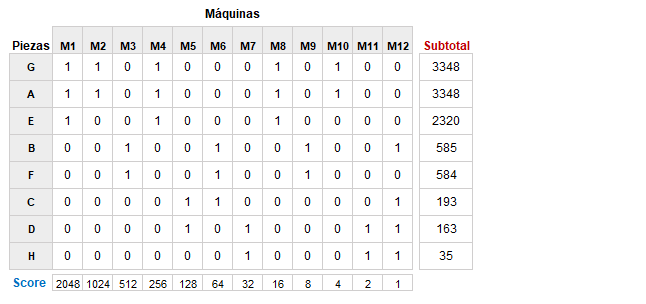 Máquinas
Piezas M1 M2 M3 M4 M5 M6 M7 M8 M9 M10 M11 M12 Subtotal
G 1 1 0 1 0 0 0 1 0 1 0 0 3348
A 1 1 0 1 0 0 0 1 0 1 0 0 3348
E 1 0 0 1 0 0 0 1 0 0 0 0 2320
B 0 0 1 0 0 1 0 0 1 0 0 1 585
F 0 0 1 0 0 1 0 0 1 0 0 0 584
C 0 0 0 0 1 1 0 0 0 0 0 1 193
D 0 0 0 0 1 0 1 0 0 0 1 1 163
H 0 0 0 0 0 0 1 0 0 0 1 1 35
Score 2048 1024 512 256 128 64 32 16 8 4 2 1